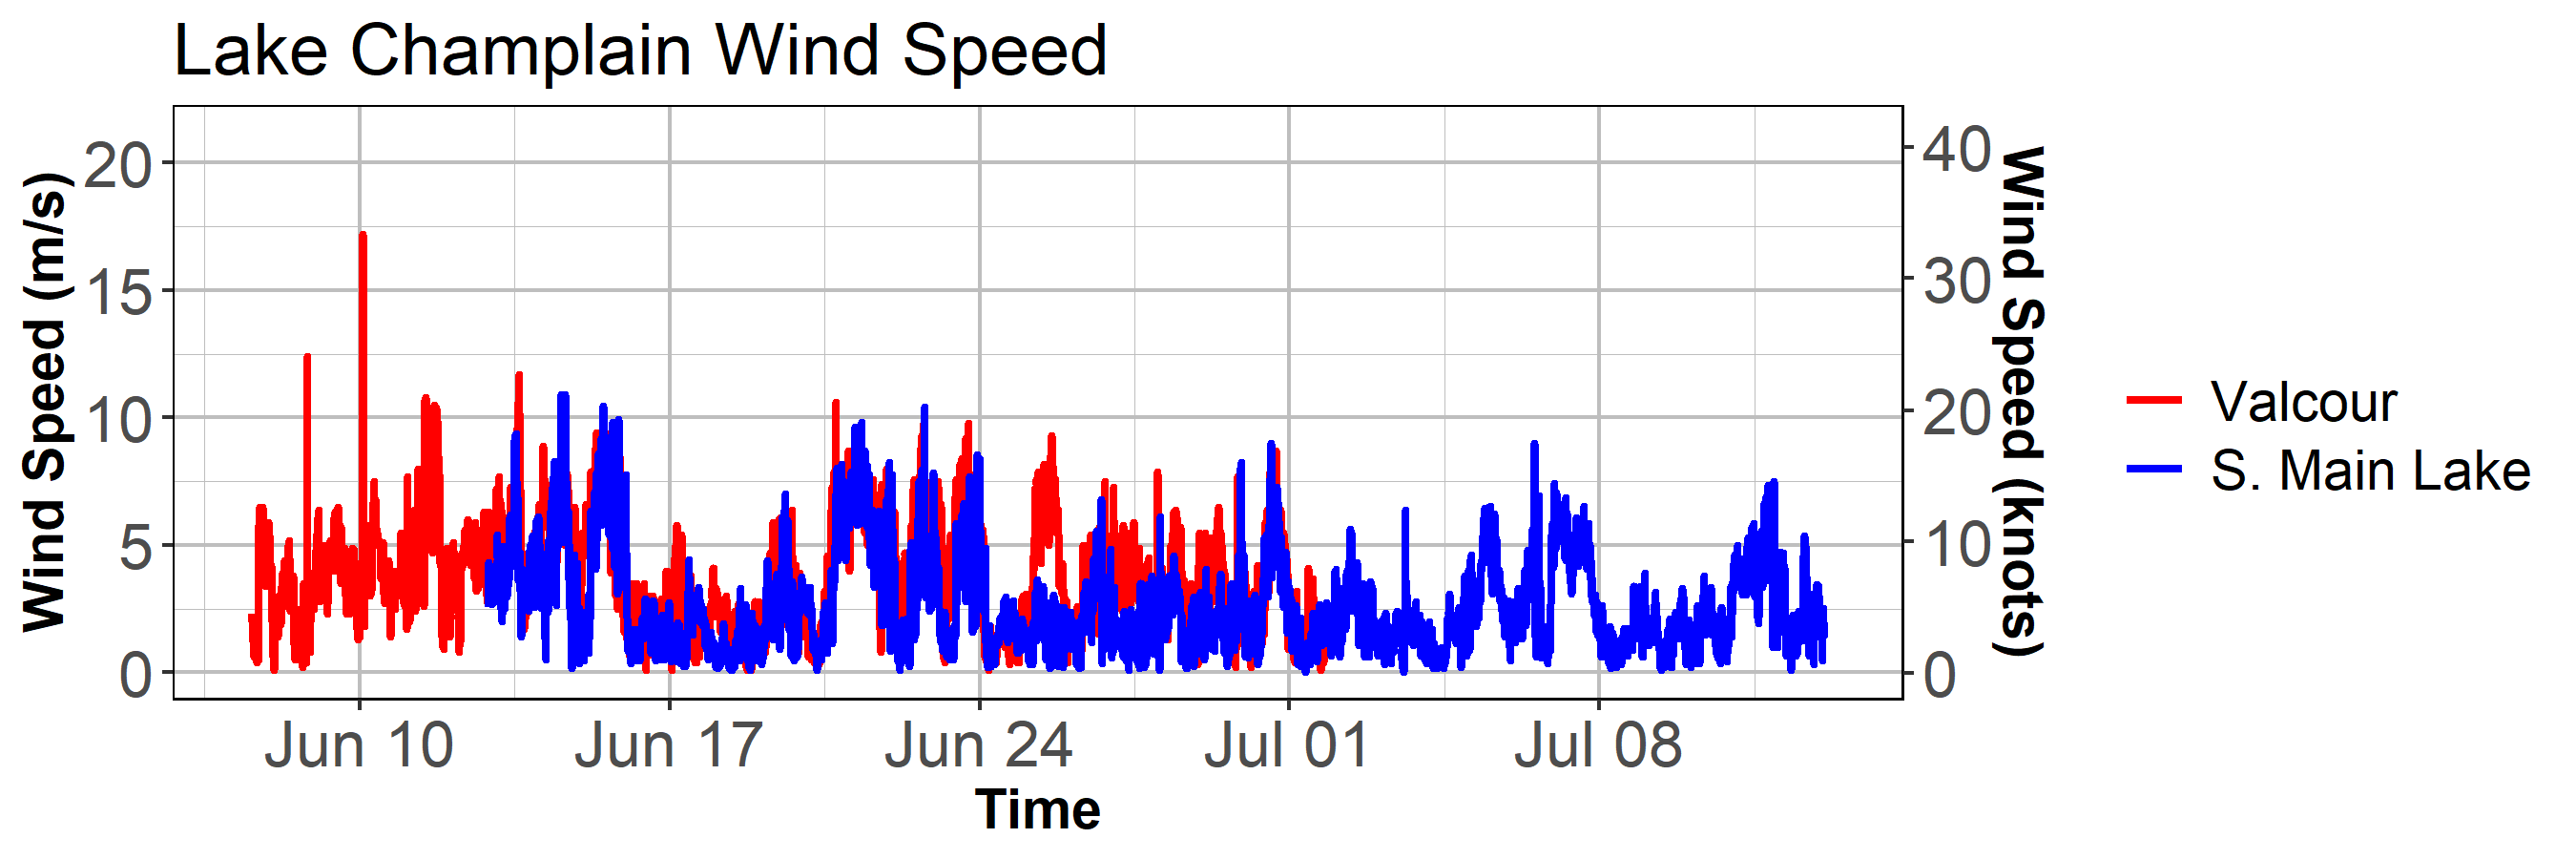 Lake Champlain Wind Speed
Wind Speed (m/s)
20
15
10
5
0
40
30
20
10
0
Wind Speed (knots)
Jun 10
Jun 17
Jun 24
Jul 01
Jul 08
Time
Valcour
S. Main Lake